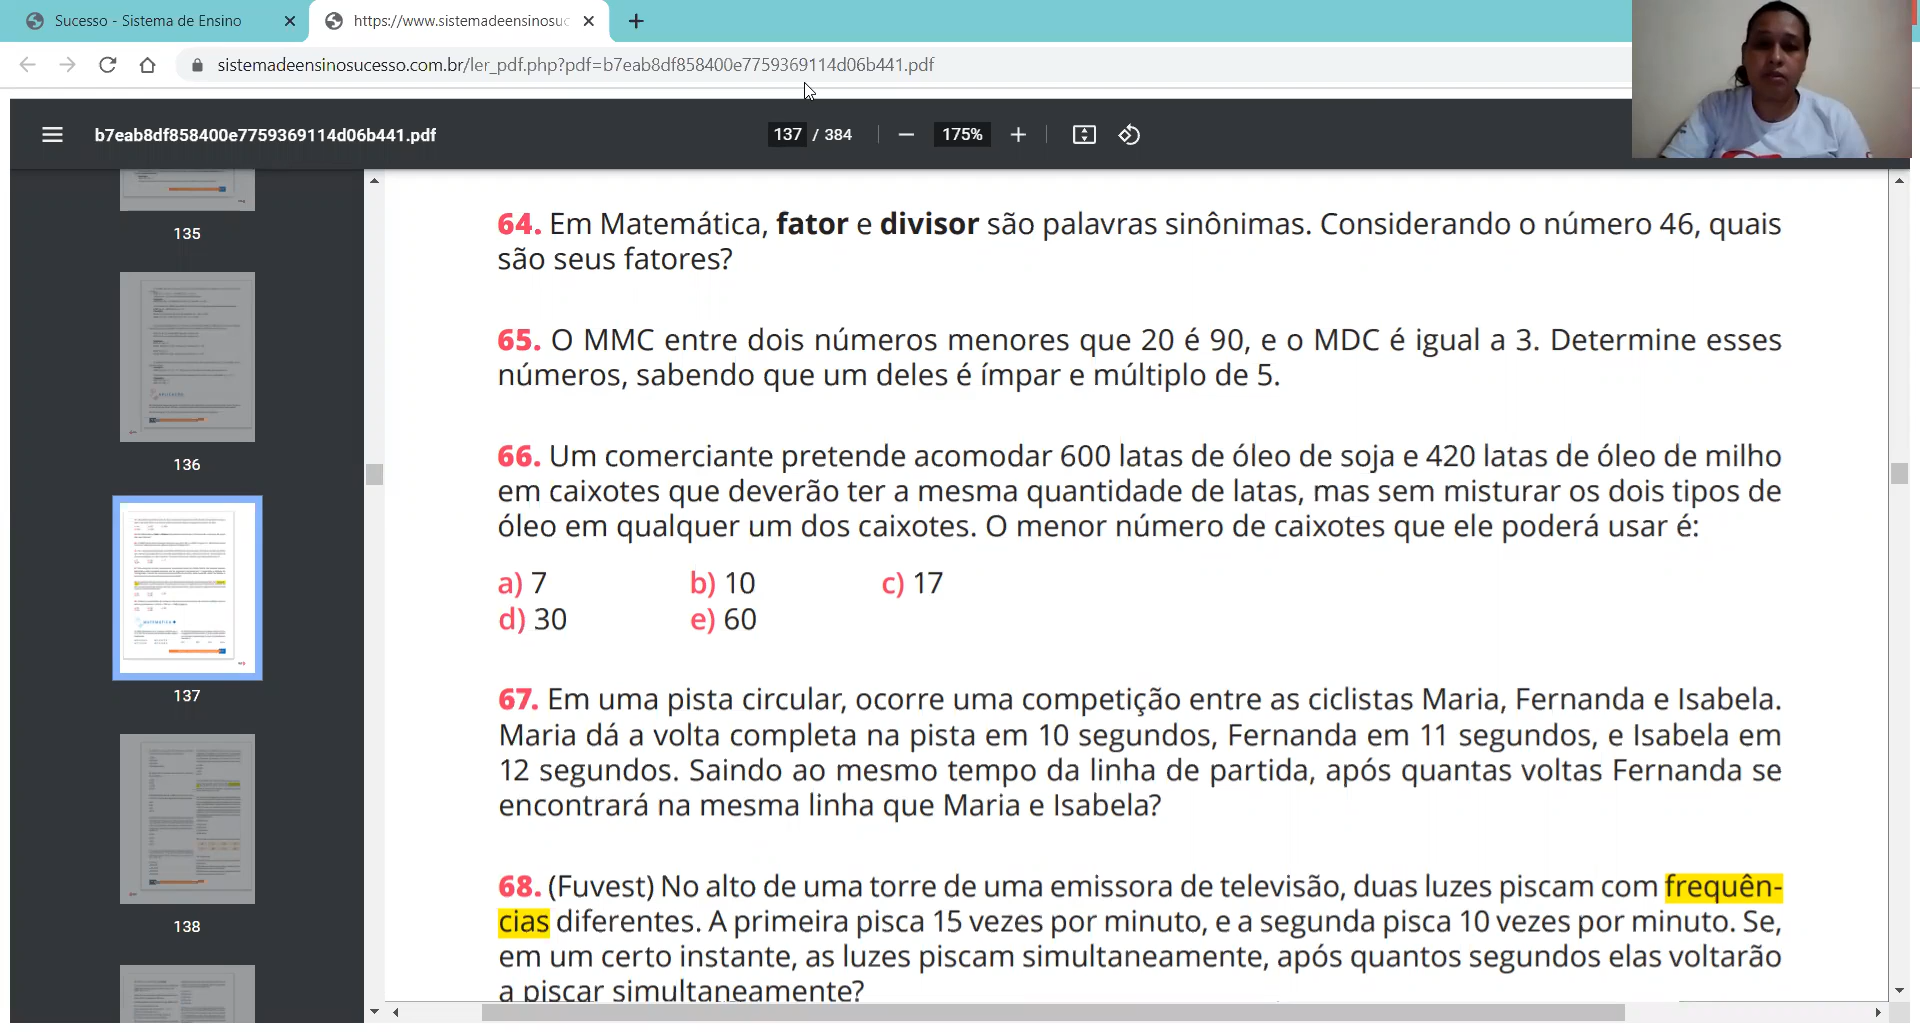 Sucesso - Sistema de Ensino
https://www.sistemadeensinosuc
sistemadeensinosucesso.com.br/ler_pdf.php?pdf=b7eab8df858400e7759369114d06b441.pdf
b7eab8df858400e7759369114d06b441.pdf
137 / 384
175%
135
136
137
138
64. Em Matemática, fator e divisor são palavras sinônimas. Considerando o número 46, quais
são seus fatores?
65. O MMC entre dois números menores que 20 é 90, e o MDC é igual a 3. Determine esses
números, sabendo que um deles é ímpar e múltiplo de 5.
66. Um comerciante pretende acomodar 600 latas de óleo de soja e 420 latas de óleo de milho
em caixotes que deverão ter a mesma quantidade de latas, mas sem misturar os dois tipos de
óleo em qualquer um dos caixotes. O menor número de caixotes que ele poderá usar é:
a) 7 b) 10 c) 17
d) 30 e) 60
67. Em uma pista circular, ocorre uma competição entre as ciclistas Maria, Fernanda e Isabela.
Maria dá a volta completa na pista em 10 segundos, Fernanda em 11 segundos, e Isabela em
12 segundos. Saindo ao mesmo tempo da linha de partida, após quantas voltas Fernanda se
encontrará na mesma linha que Maria e Isabela?
68. (Fuvest) No alto de uma torre de uma emissora de televisão, duas luzes piscam com frequên-
cias diferentes. A primeira pisca 15 vezes por minuto, e a segunda pisca 10 vezes por minuto. Se,
em um certo instante, as luzes piscam simultaneamente, após quantos segundos elas voltarão
a piscar simultaneamente?